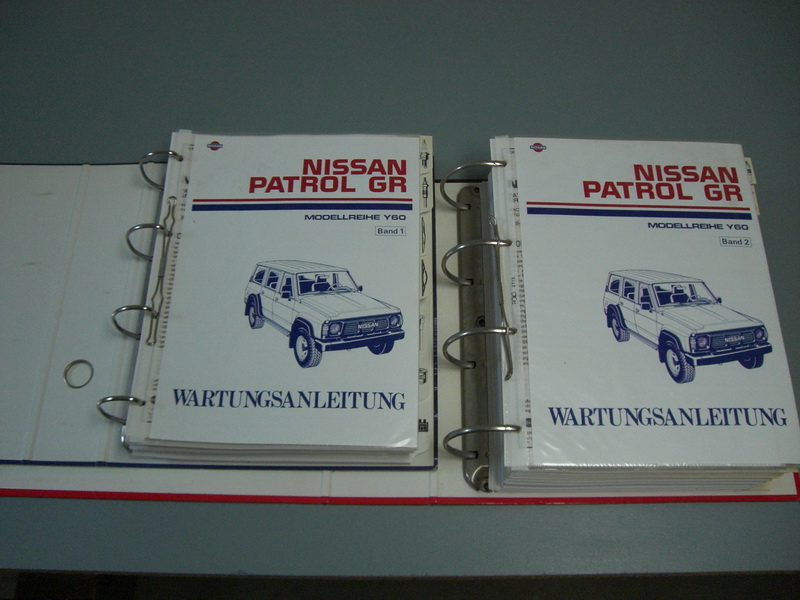 NISSAN
PATROL GR
MODELLREIHE Y60
Band 1
NISSAN
WARTUNGSANLEITUNG
NISSAN
PATROL GR
MODELLREIHE Y60
Band 2
NISSAN
WARTUNGSANLEITUNG